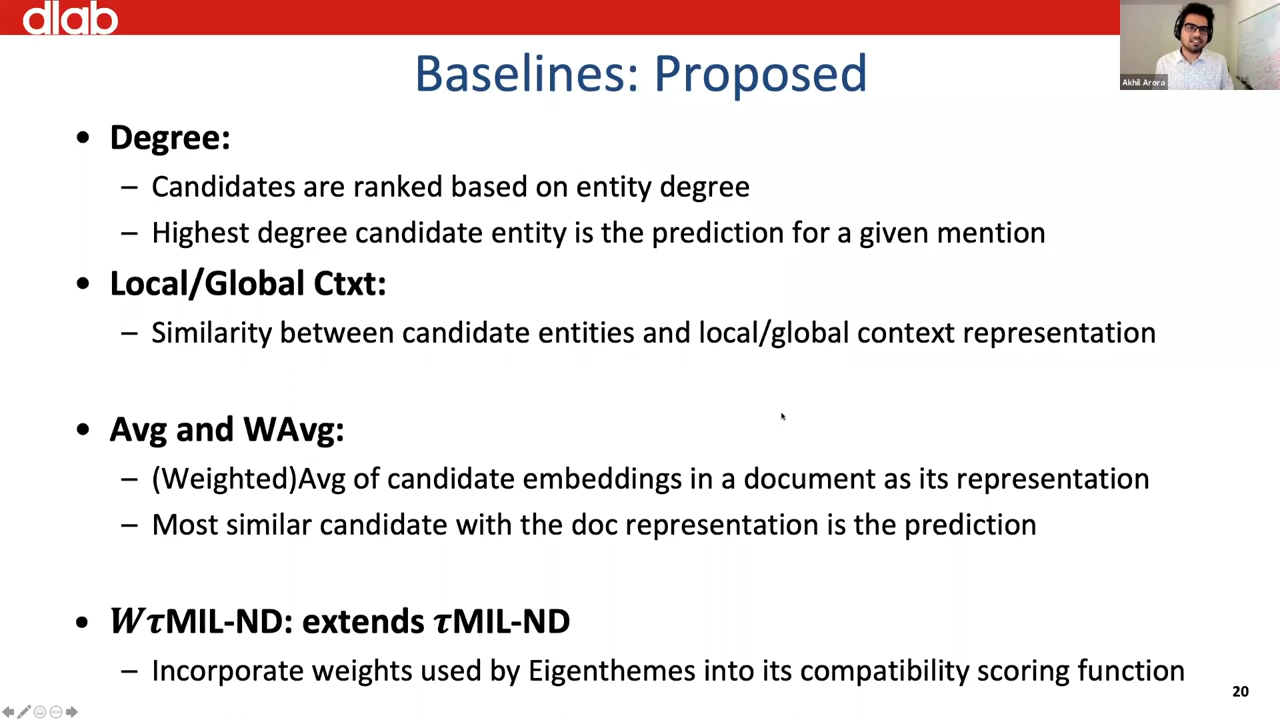 dlab
Akhil Arora
Baselines: Proposed
• Degree:
– Candidates are ranked based on entity degree
– Highest degree candidate entity is the prediction for a given mention
• Local/Global Ctxt:
– Similarity between candidate entities and local/global context representation
• Avg and WAvg:
– (Weighted)Avg of candidate embeddings in a document as its representation
– Most similar candidate with the doc representation is the prediction
• WτMIL-ND: extends τMIL-ND
– Incorporate weights used by Eigenthemes into its compatibility scoring function
20